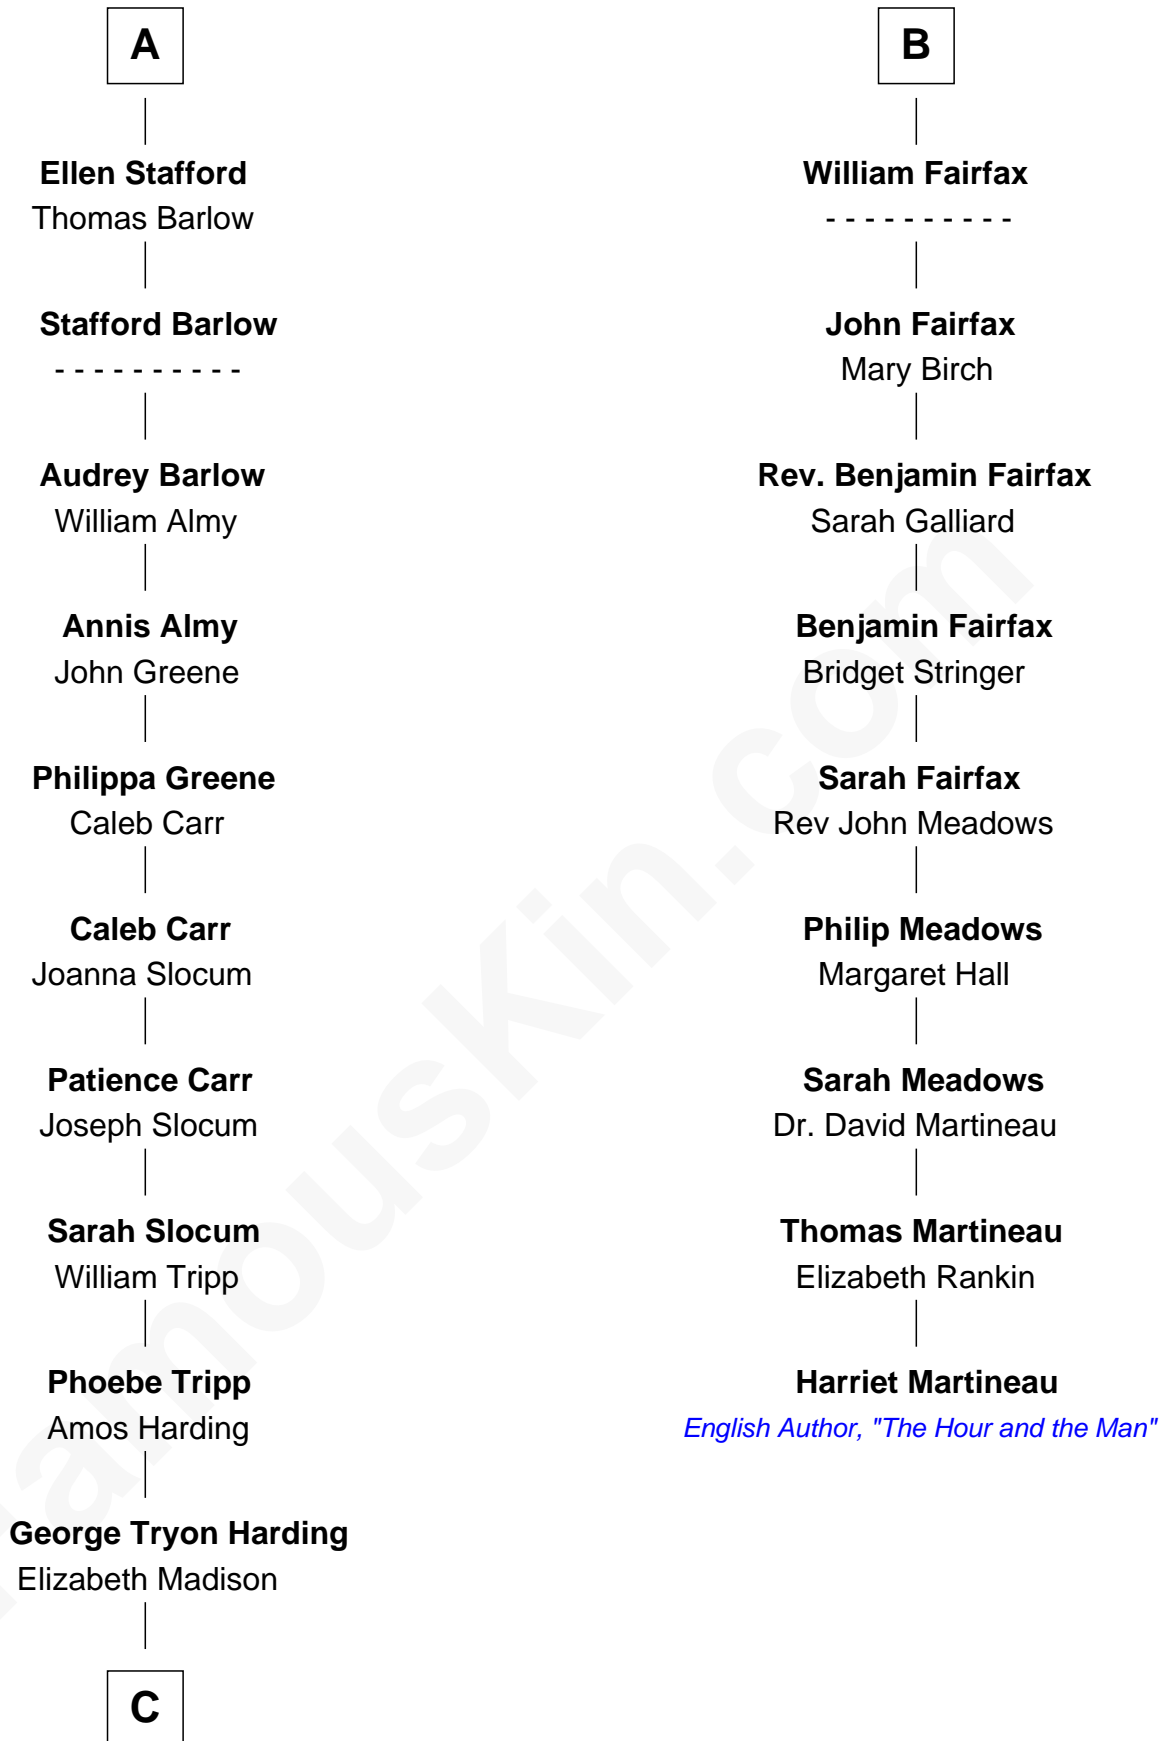 A
Ellen Stafford
Thomas Barlow
Stafford Barlow
- - - - - - - - - -
Audrey Barlow
William Almy
Annis Almy
John Greene
Philippa Greene
Caleb Carr
Caleb Carr
Joanna Slocum
Patience Carr
Joseph Slocum
Sarah Slocum
William Tripp
Phoebe Tripp
Amos Harding
George Tryon Harding
Elizabeth Madison
C
B
William Fairfax
- - - - - - - - - -
John Fairfax
Mary Birch
Rev. Benjamin Fairfax
Sarah Galliard
Benjamin Fairfax
Bridget Stringer
Sarah Fairfax
Rev John Meadows
Philip Meadows
Margaret Hall
Sarah Meadows
Dr. David Martineau
Thomas Martineau
Elizabeth Rankin
Harriet Martineau
English Author, "The Hour and the Man"
FamousKin.com